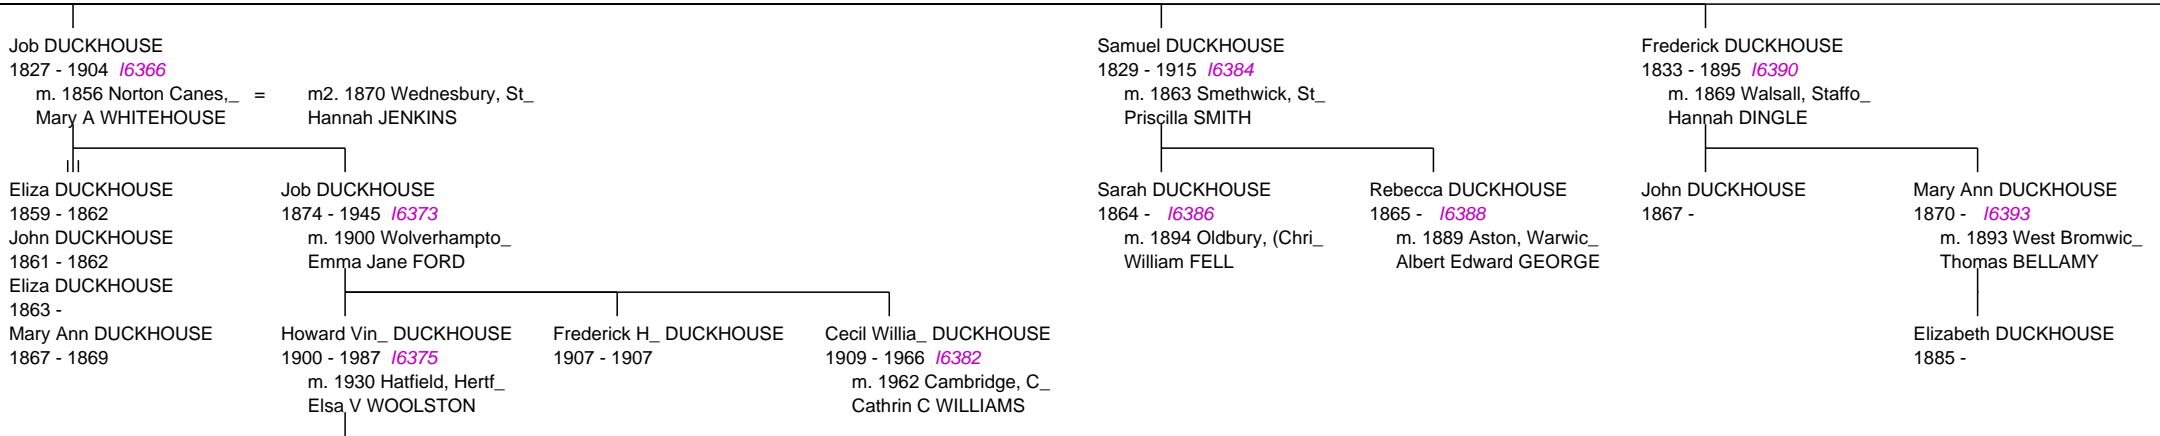 Job DUCKHOUSE
1827 - 1904 I6366
m. 1856 Norton Canes,_ =
Mary A WHITEHOUSE
m2. 1870 Wednesbury, St_
Hannah JENKINS
Samuel DUCKHOUSE
1829 - 1915 I6384
m. 1863 Smethwick, St_
Priscilla SMITH
Frederick DUCKHOUSE
1833 - 1895 I6390
m. 1869 Walsall, Staffo_
Hannah DINGLE
Eliza DUCKHOUSE
1859 - 1862
John DUCKHOUSE
1861 - 1862
Eliza DUCKHOUSE
1863 -
Mary Ann DUCKHOUSE
1867 - 1869
Job DUCKHOUSE
1874 - 1945 I6373
m. 1900 Wolverhampto_
Emma Jane FORD
Sarah DUCKHOUSE
1864 - I6386
m. 1894 Oldbury, (Chri_
William FELL
Rebecca DUCKHOUSE
1865 - I6388
m. 1889 Aston, Warwic_
Albert Edward GEORGE
John DUCKHOUSE
1867 -
Mary Ann DUCKHOUSE
1870 - I6393
m. 1893 West Bromwic_
Thomas BELLAMY
Howard Vin_ DUCKHOUSE
1900 - 1987 I6375
m. 1930 Hatfield, Hertf_
Elsa V WOOLSTON
Frederick H_ DUCKHOUSE
1907 - 1907
Cecil Willia_ DUCKHOUSE
1909 - 1966 I6382
m. 1962 Cambridge, C_
Cathrin C WILLIAMS
Elizabeth DUCKHOUSE
1885 -